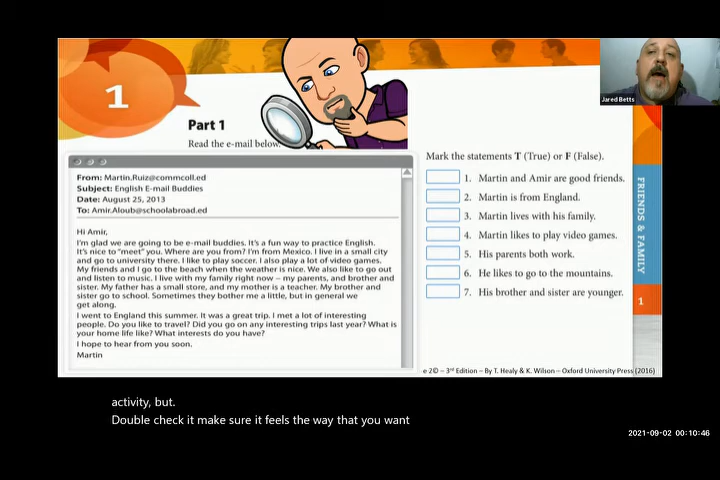 1
Part 1
Read the e-mail below.
From: Martin.Ruiz@commcoll.ed
Subject: English E-mail Buddies
Date: August 25, 2013
To: Amir.Aloub@schoolabroad.ed
Hi Amir,
I'm glad we are going to be e-mail buddies. It's a fun way to practice English.
It's nice to "meet" you. Where are you from? I'm from Mexico. I live in a small city
and go to university there. I like to play soccer. I also play a lot of video games.
My friends and I go to the beach when the weather is nice. We also like to go out
and listen to music. I live with my family right now – my parents, and brother and
sister. My father has a small store, and my mother is a teacher. My brother and
sister go to school. Sometimes they bother me a little, but in general we
get along.
I went to England this summer. It was a great trip. I met a lot of interesting
people. Do you like to travel? Did you go on any interesting trips last year? What is
your home life like? What interests do you have?
I hope to hear from you soon.
Martin
Mark the statements T (True) or F (False).
1. Martin and Amir are good friends.
2. Martin is from England.
3. Martin lives with his family.
4. Martin likes to play video games.
5. His parents both work.
6. He likes to go to the mountains.
7. His brother and sister are younger.
FRIENDS & FAMILY
1
e 2© – 3rd Edition – By T. Healy & K. Wilson – Oxford University Press (2016)
Jared Betts
activity, but.
Double check it make sure it feels the way that you want
2021-09-02 00:10:46